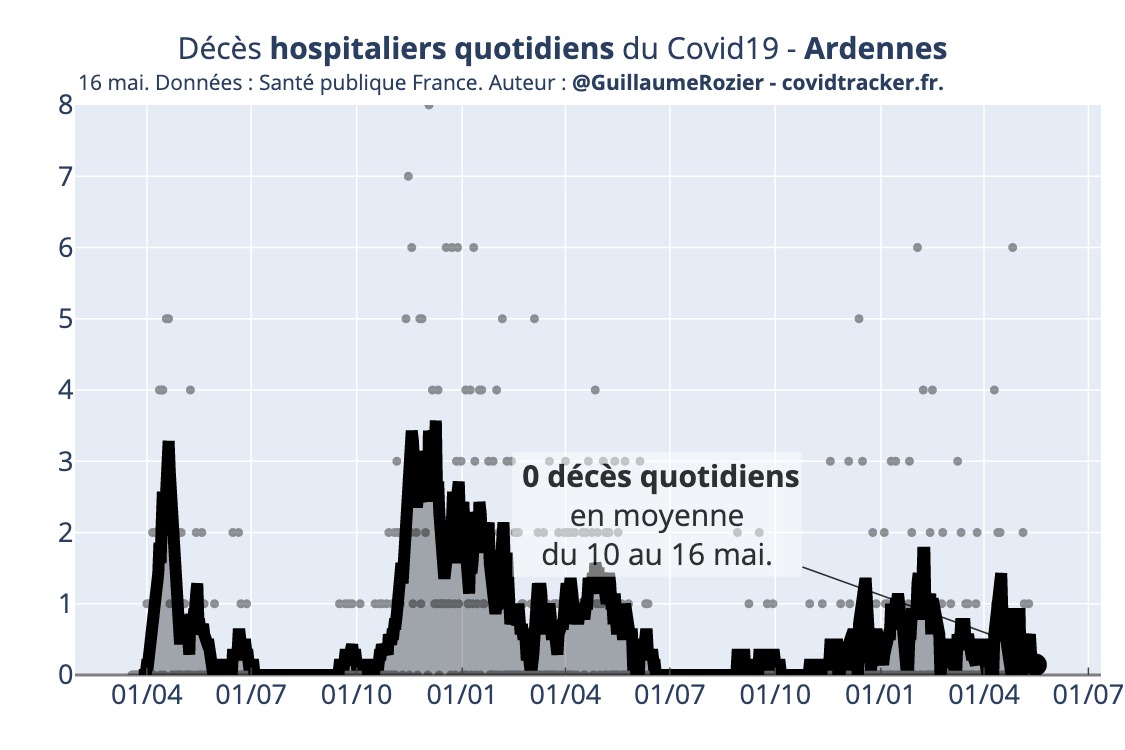 Décès hospitaliers quotidiens du Covid19 - Ardennes
16 mai. Données : Santé publique France. Auteur : @GuillaumeRozier - covidtracker.fr.
8
7
6
5
4
3
2
1
0
0 décès quotidiens
en moyenne
du 10 au 16 mai.
01/04 01/07 01/10 01/01 01/04 01/07 01/10 01/01 01/04 01/07